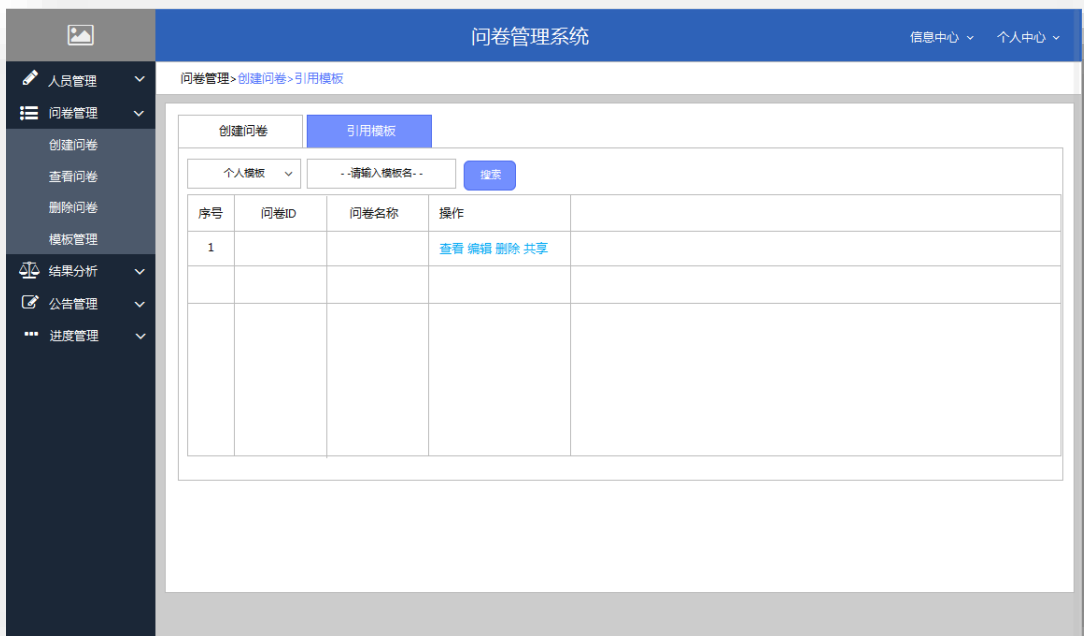 问卷管理系统
信息中心 个人中心
人员管理
问卷管理
创建问卷
查看问卷
删除问卷
模板管理
结果分析
公告管理
进度管理
问卷管理>创建问卷>引用模板
创建问卷 引用模板
个人模板 - -请输入模板名- - 搜索
序号 问卷ID 问卷名称 操作
1 查看 编辑 删除 共享